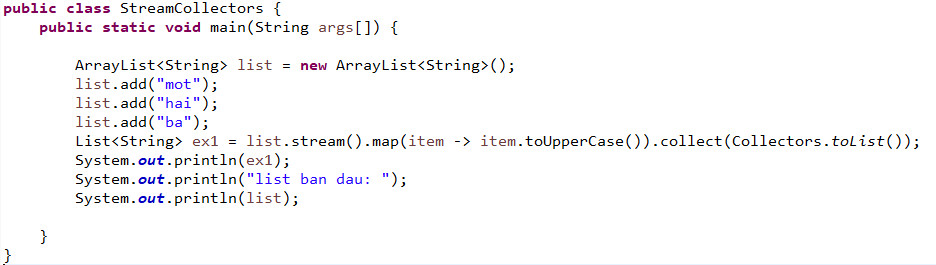 public class StreamCollectors {
    public static void main(String args[]) {
        ArrayList<String> list = new ArrayList<String>();
        list.add("mot");
        list.add("hai");
        list.add("ba");
        List<String> ex1 = list.stream().map(item -> item.toUpperCase()).collect(Collectors.toList());
        System.out.println(ex1);
        System.out.println("list ban dau: ");
        System.out.println(list);
    }
}